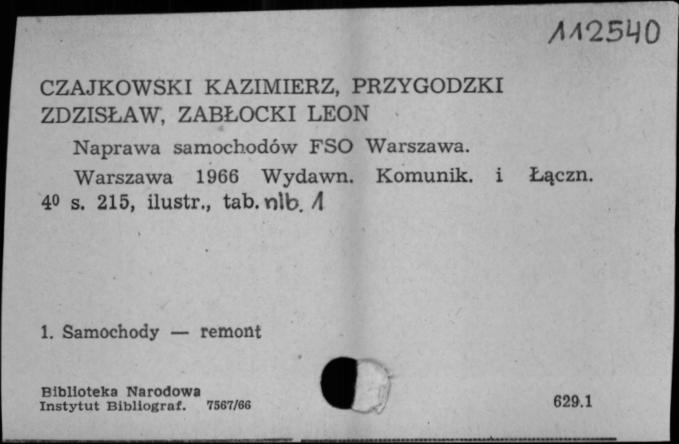 112540
CZAJKOWSKI KAZIMIERZ, PRZYGODZKI
ZDZISŁAW, ZABŁOCKI LEON
Naprawa samochodów FSO Warszawa.
Warszawa 1966 Wydawn. Komunik. i Łączn.
4⁰ s. 215, ilustr., tab. nlb. 1
1. Samochody — remont
Biblioteka Narodowa
Instytut Bibliograf. 7567/66
629.1